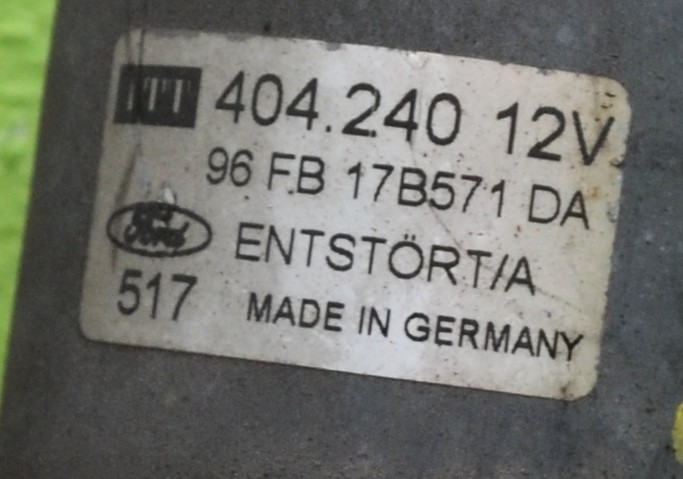 ITT 404.240 12V
96 FB 17B571 DA
Ford ENTSTÖRT/A
517 MADE IN GERMANY